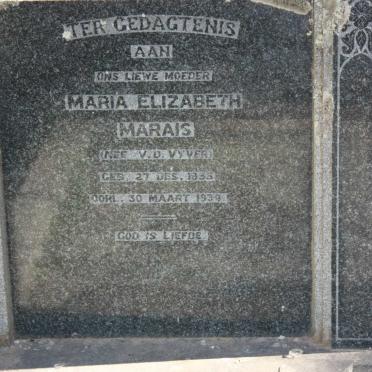 TER GEDAGTENIS
AAN
ONS LIEWE MOEDER
MARIA ELIZABETH
MARAIS
(NEE V.D. VYVER)
GEB. 27 DES.
OORL. 30 MAART 1939.
GOD IS LIEFDE